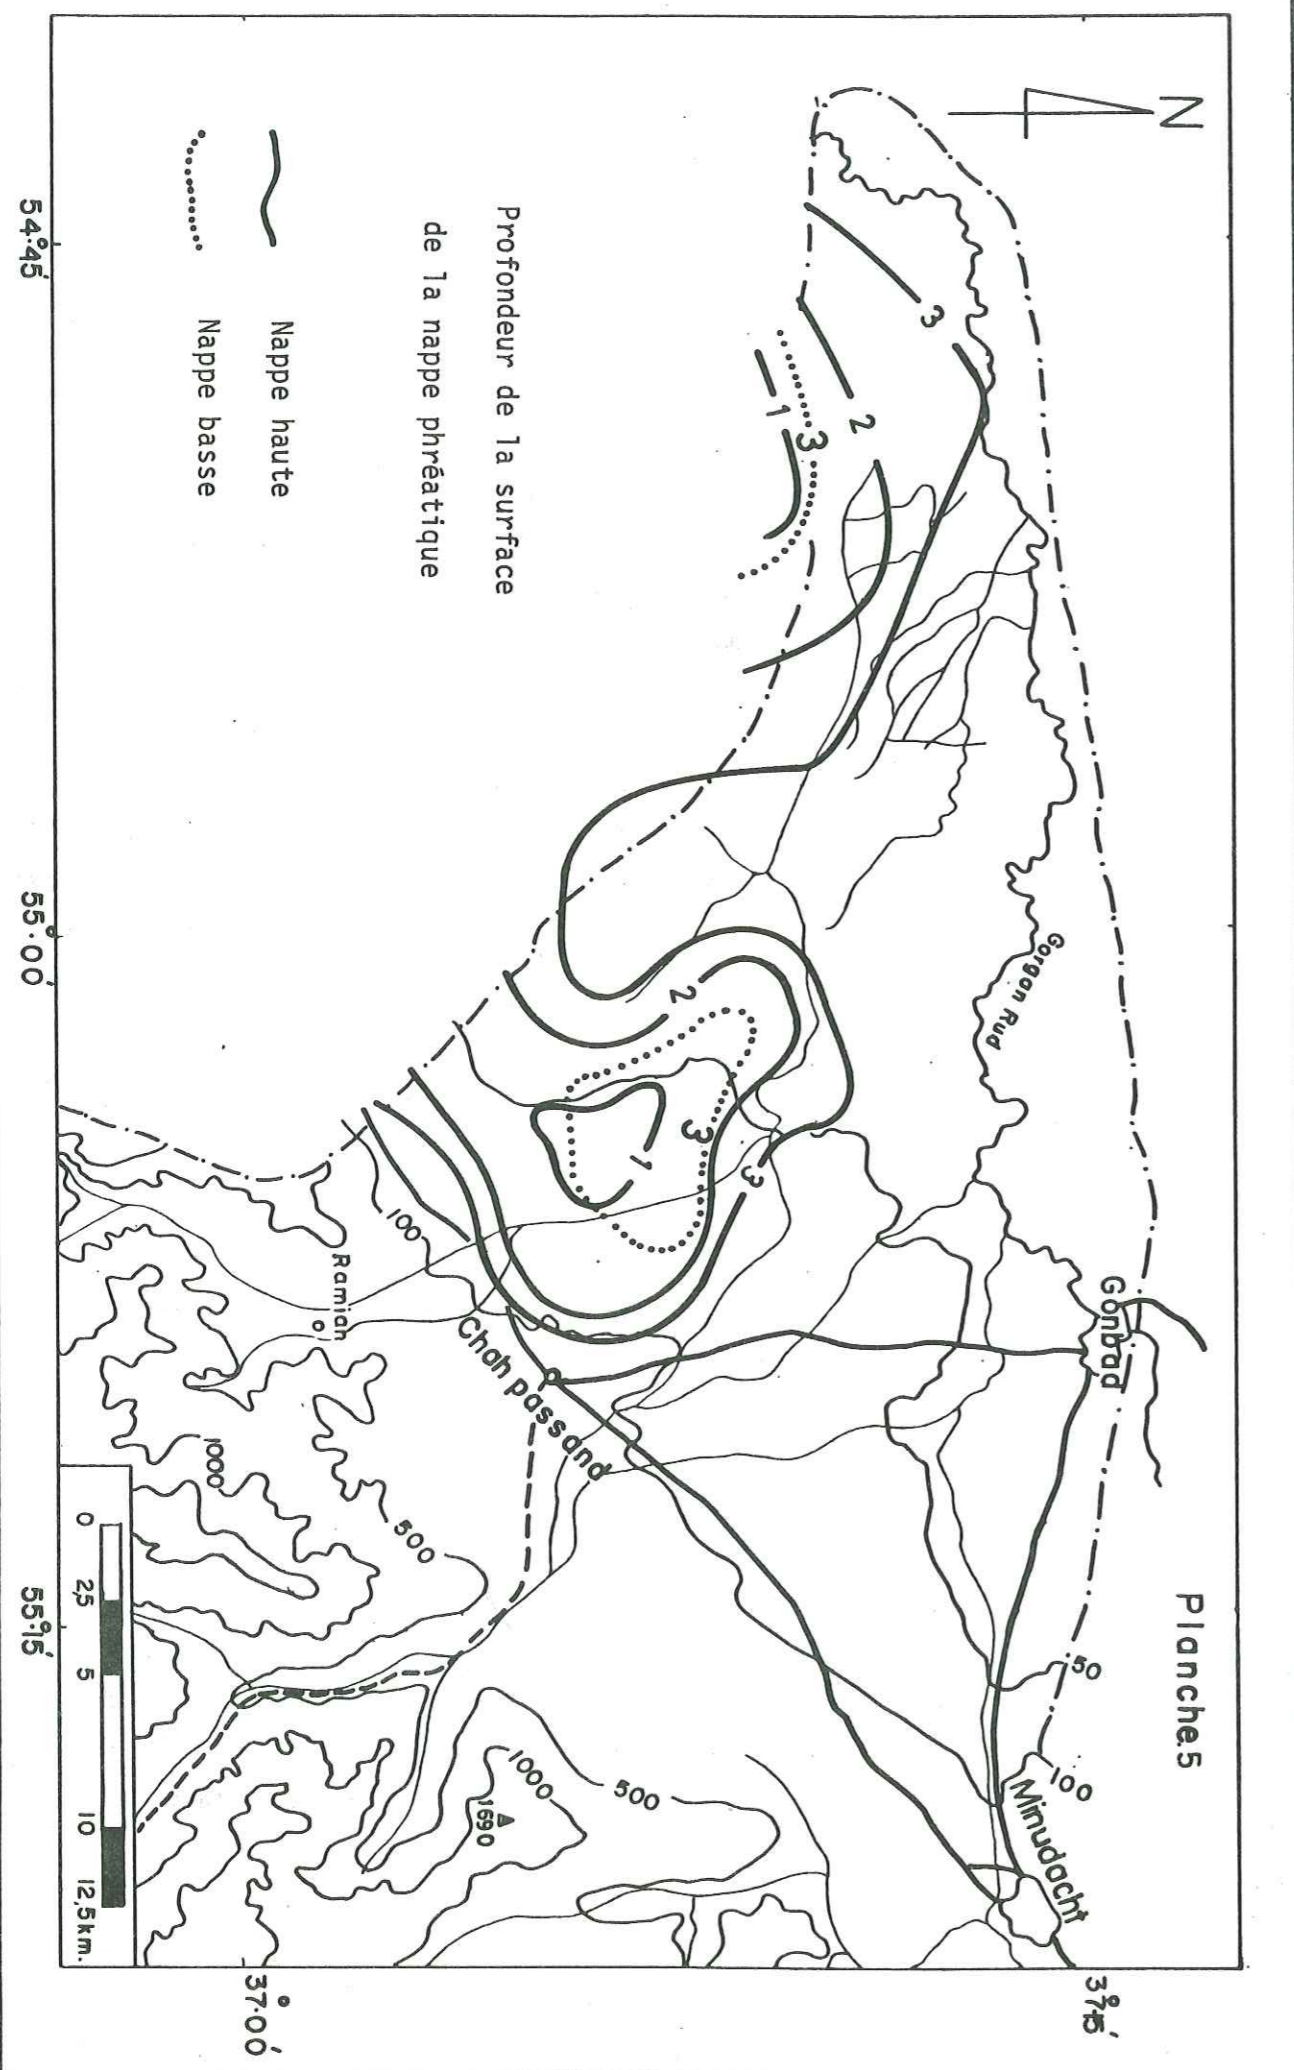 Planche.5
N
Gonbad
Minudacht
Gorgan Rud
Chah passand
Ramian
3
2
1
3
2
3
3
1
50
100
100
500
1000
500
1000
1690
Profondeur de la surface
de la nappe phréatique
Nappe haute
Nappe basse
0 2,5 5 10 12,5km.
54°45'
55°00'
55°15'
37°00'
37°15'